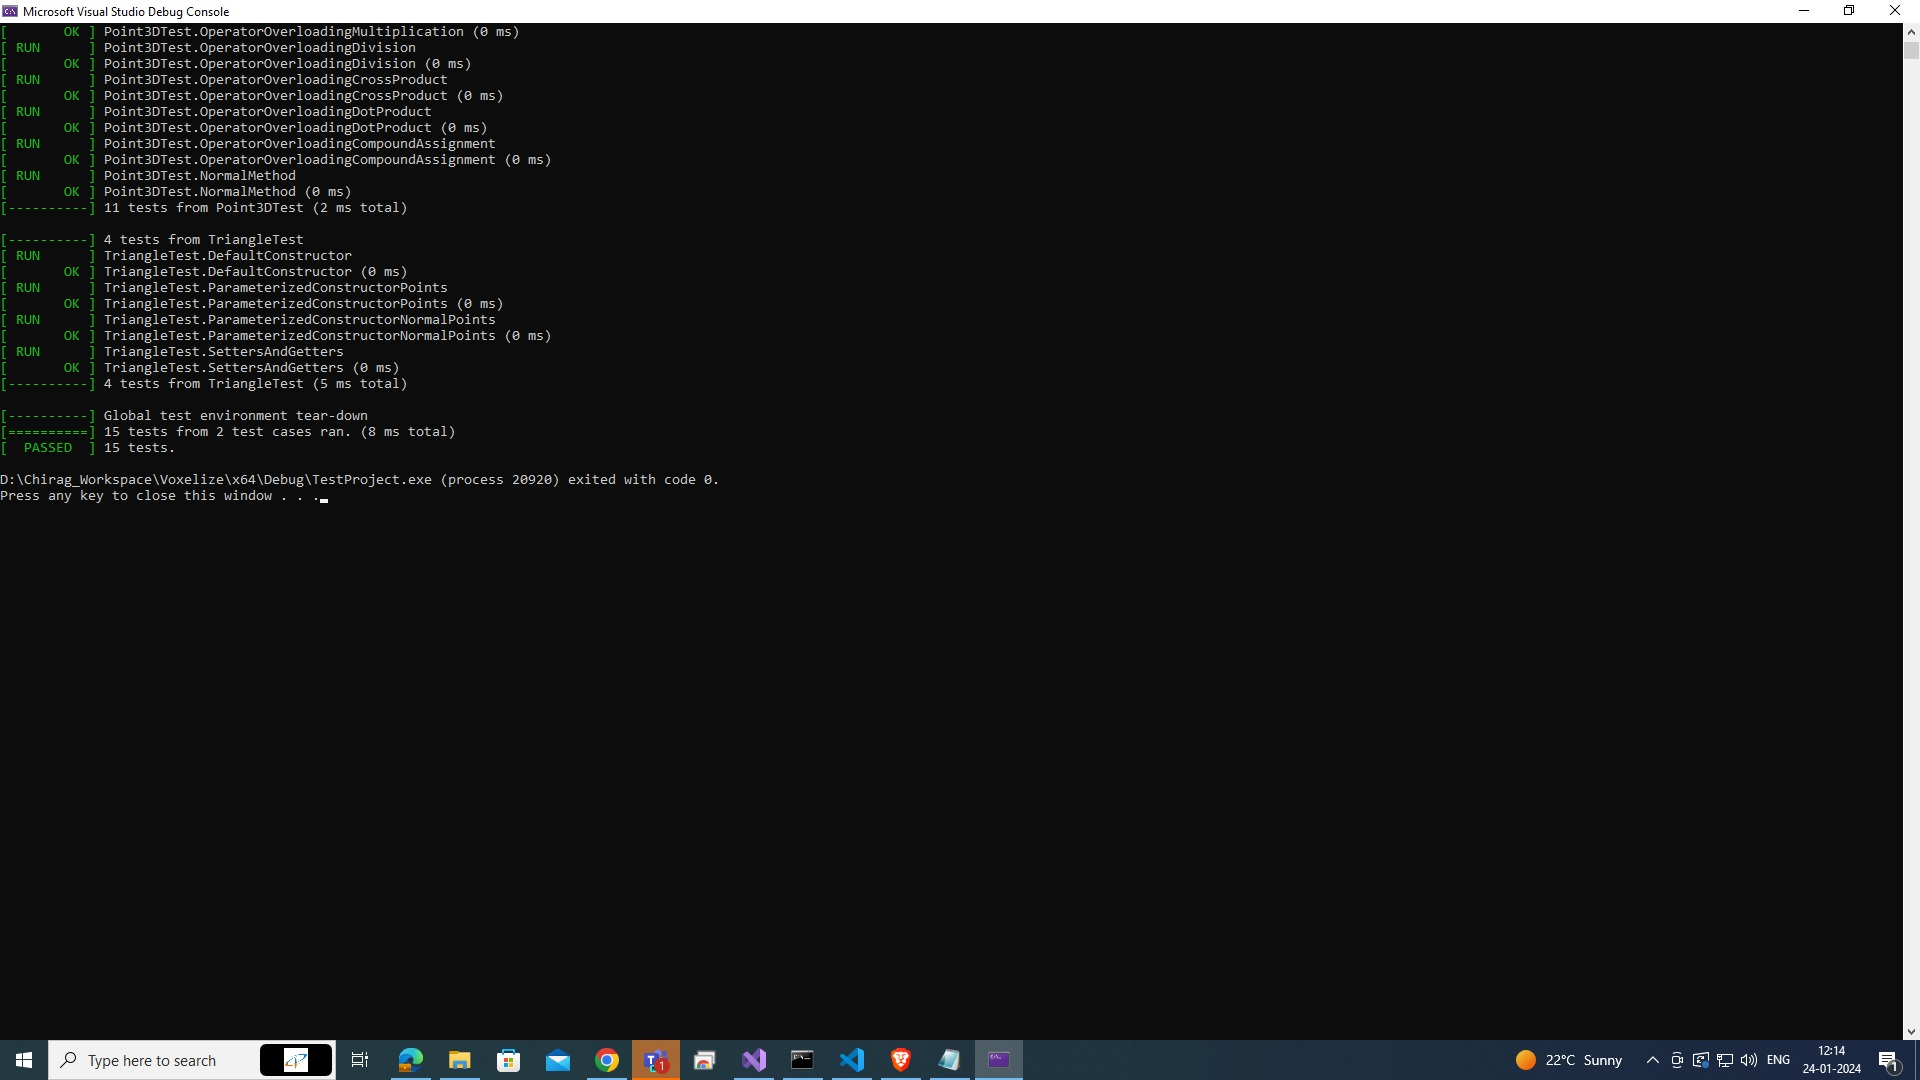 Microsoft Visual Studio Debug Console
[       OK ] Point3DTest.OperatorOverloadingMultiplication (0 ms)
[ RUN      ] Point3DTest.OperatorOverloadingDivision
[       OK ] Point3DTest.OperatorOverloadingDivision (0 ms)
[ RUN      ] Point3DTest.OperatorOverloadingCrossProduct
[       OK ] Point3DTest.OperatorOverloadingCrossProduct (0 ms)
[ RUN      ] Point3DTest.OperatorOverloadingDotProduct
[       OK ] Point3DTest.OperatorOverloadingDotProduct (0 ms)
[ RUN      ] Point3DTest.OperatorOverloadingCompoundAssignment
[       OK ] Point3DTest.OperatorOverloadingCompoundAssignment (0 ms)
[ RUN      ] Point3DTest.NormalMethod
[       OK ] Point3DTest.NormalMethod (0 ms)
[----------] 11 tests from Point3DTest (2 ms total)
[----------] 4 tests from TriangleTest
[ RUN      ] TriangleTest.DefaultConstructor
[       OK ] TriangleTest.DefaultConstructor (0 ms)
[ RUN      ] TriangleTest.ParameterizedConstructorPoints
[       OK ] TriangleTest.ParameterizedConstructorPoints (0 ms)
[ RUN      ] TriangleTest.ParameterizedConstructorNormalPoints
[       OK ] TriangleTest.ParameterizedConstructorNormalPoints (0 ms)
[ RUN      ] TriangleTest.SettersAndGetters
[       OK ] TriangleTest.SettersAndGetters (0 ms)
[----------] 4 tests from TriangleTest (5 ms total)
[----------] Global test environment tear-down
[==========] 15 tests from 2 test cases ran. (8 ms total)
[  PASSED  ] 15 tests.
D:\Chirag_Workspace\Voxelize\x64\Debug\TestProject.exe (process 20920) exited with code 0.
Press any key to close this window . . .
Type here to search
22°C Sunny
ENG
12:14
24-01-2024
1
1